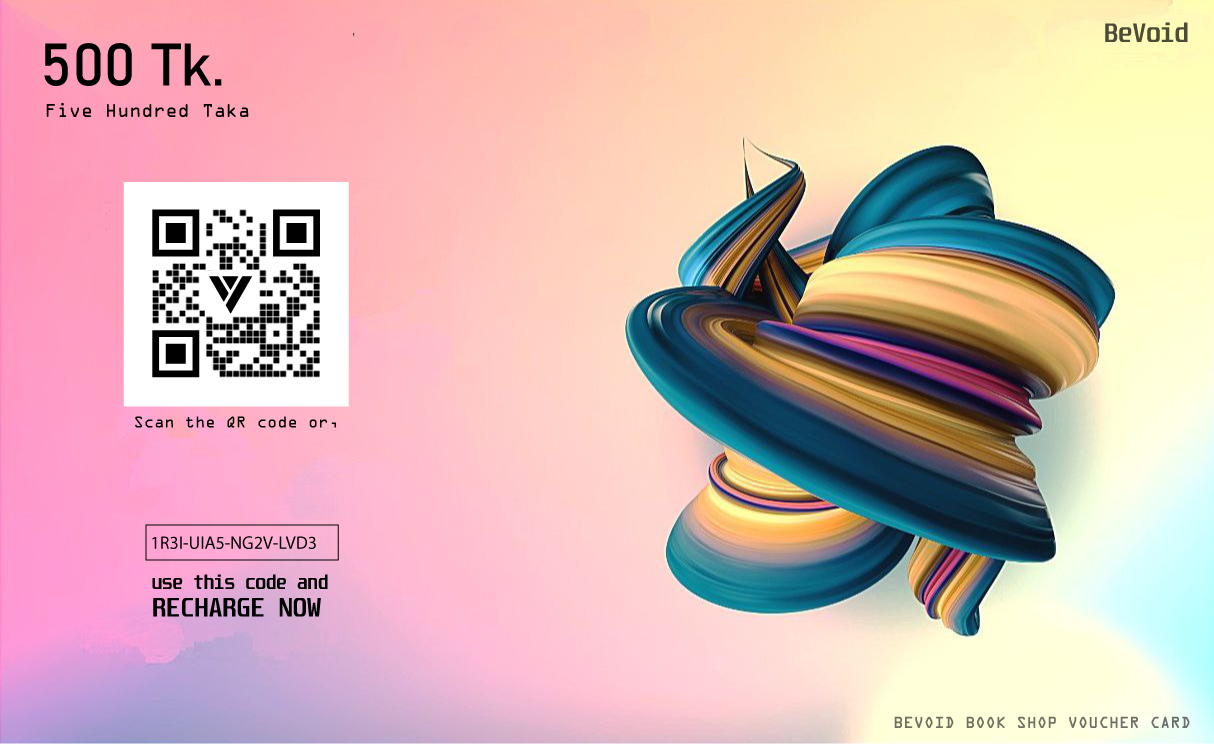 500 Tk.
BeVoid
Five Hundred Taka
Scan the QR code or,
1R3I-UIA5-NG2V-LVD3
use this code and
RECHARGE NOW
BEVOID BOOK SHOP VOUCHER CARD